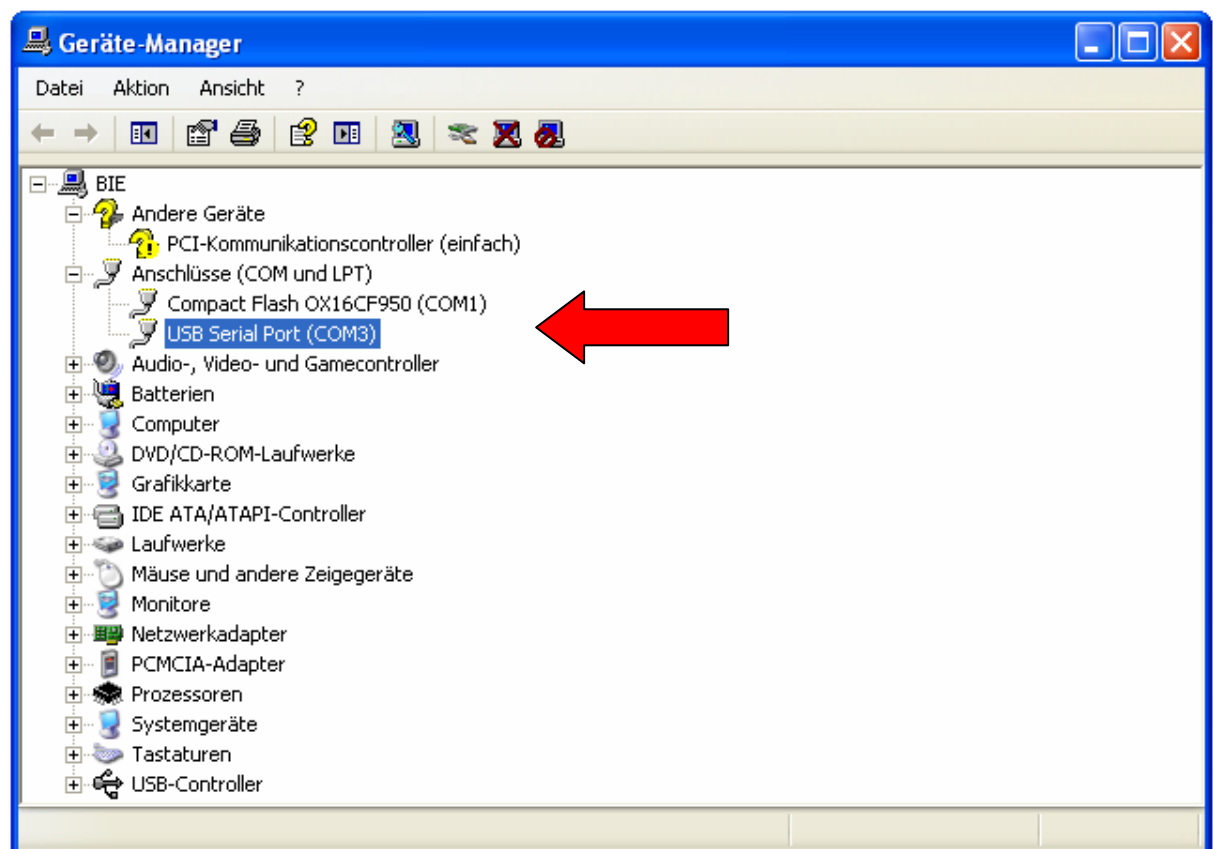 Geräte-Manager
Datei Aktion Ansicht ?
BIE
Andere Geräte
PCI-Kommunikationscontroller (einfach)
Anschlüsse (COM und LPT)
Compact Flash OX16CF950 (COM1)
USB Serial Port (COM3)
Audio-, Video- und Gamecontroller
Batterien
Computer
DVD/CD-ROM-Laufwerke
Grafikkarte
IDE ATA/ATAPI-Controller
Laufwerke
Mäuse und andere Zeigegeräte
Monitore
Netzwerkadapter
PCMCIA-Adapter
Prozessoren
Systemgeräte
Tastaturen
USB-Controller